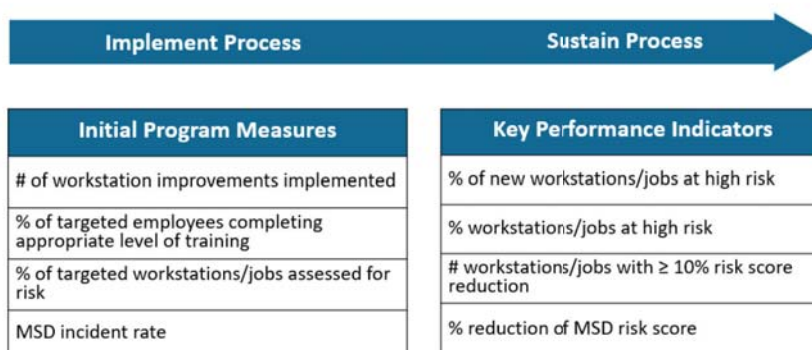 Implement Process
Sustain Process
Initial Program Measures
# of workstation improvements implemented
% of targeted employees completing
appropriate level of training
% of targeted workstations/jobs assessed for
risk
MSD incident rate
Key Performance Indicators
% of new workstations/jobs at high risk
% workstations/jobs at high risk
# workstations/jobs with ≥ 10% risk score
reduction
% reduction of MSD risk score